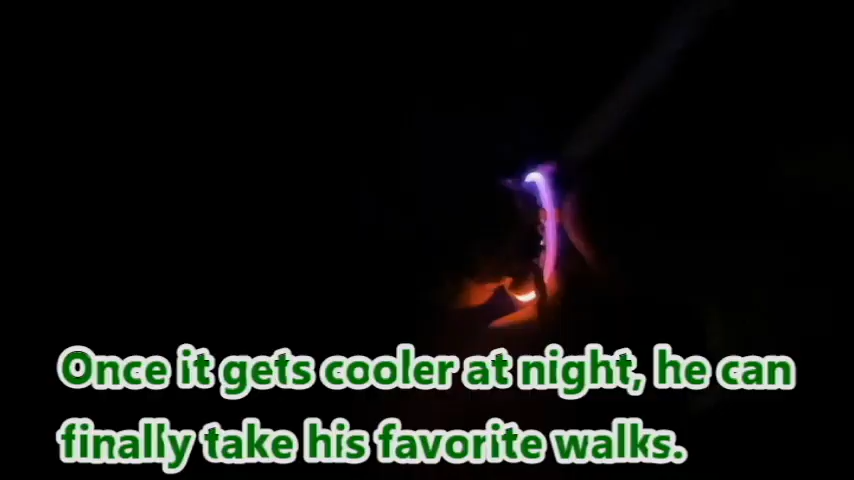 Once it gets cooler at night, he can
finally take his favorite walks.